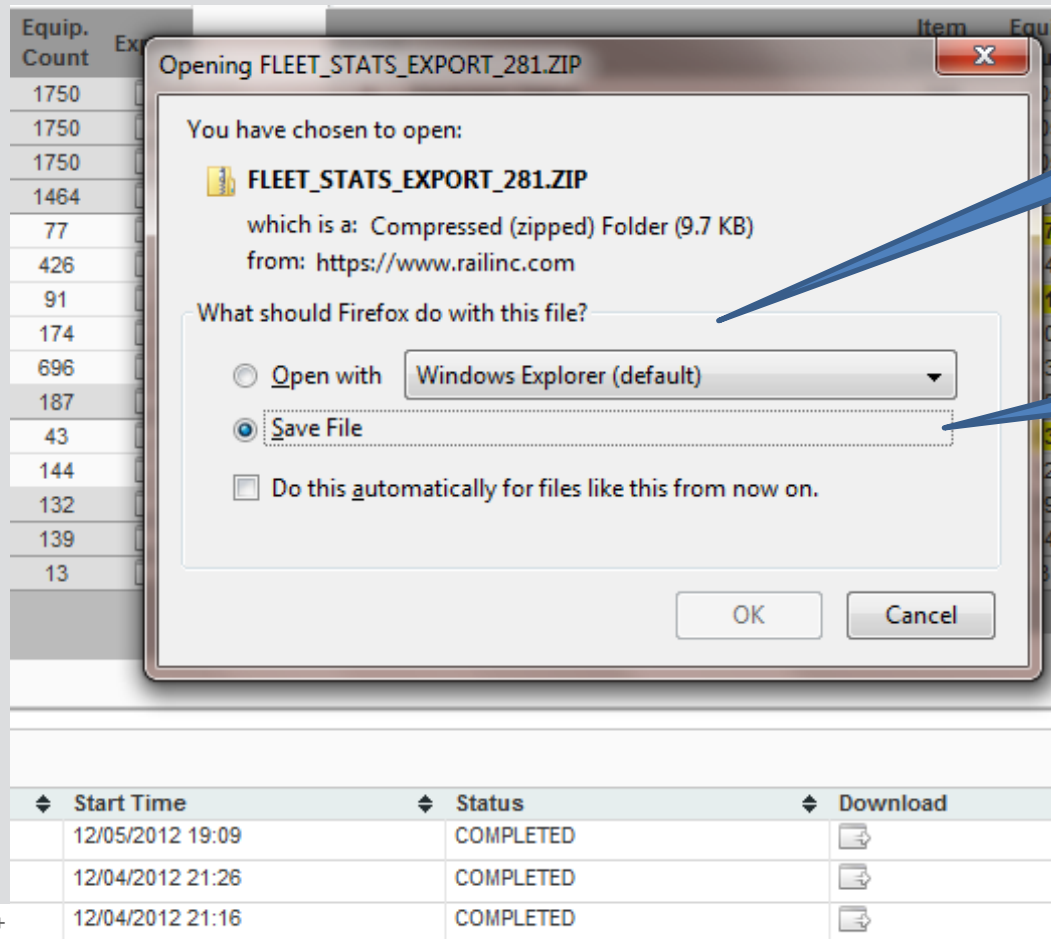 Equip. Count
Item
1750
1750
1750
1464
77
426
91
174
696
187
43
144
132
139
13
Opening FLEET_STATS_EXPORT_281.ZIP
X
You have chosen to open:
FLEET_STATS_EXPORT_281.ZIP
which is a: Compressed (zipped) Folder (9.7 KB)
from: https://www.railinc.com
What should Firefox do with this file?
Open with Windows Explorer (default)
Save File
Do this automatically for files like this from now on.
OK Cancel
Start Time Status Download
12/05/2012 19:09 COMPLETED
12/04/2012 21:26 COMPLETED
12/04/2012 21:16 COMPLETED